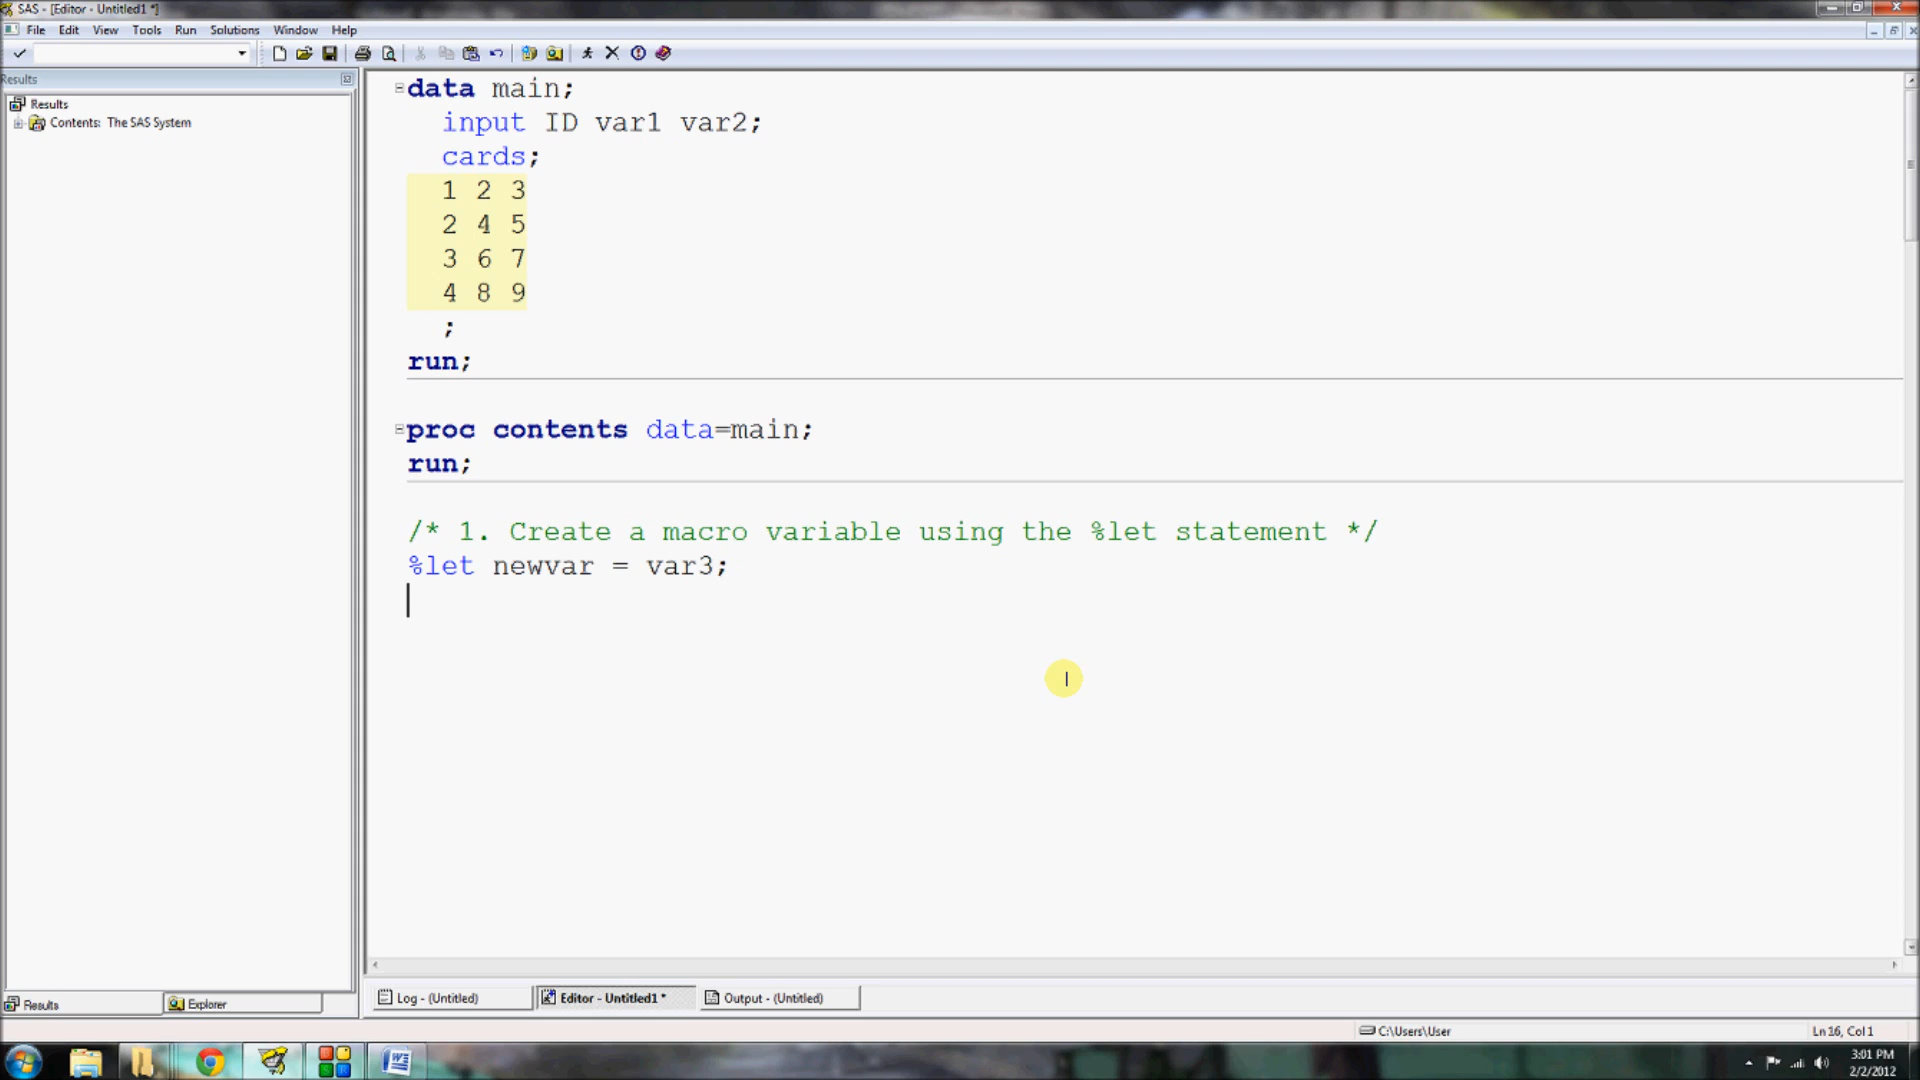 SAS - [Editor - Untitled1 *]
File Edit View Tools Run Solutions Window Help
Results
Results
Contents: The SAS System
data main;
input ID var1 var2;
cards;
1 2 3
2 4 5
3 6 7
4 8 9
;
run;
proc contents data=main;
run;
/* 1. Create a macro variable using the %let statement */
%let newvar = var3;
Results
Explorer
Log - (Untitled)
Editor - Untitled1 *
Output - (Untitled)
C:\Users\User
Ln 16, Col 1
3:01 PM
2/2/2012